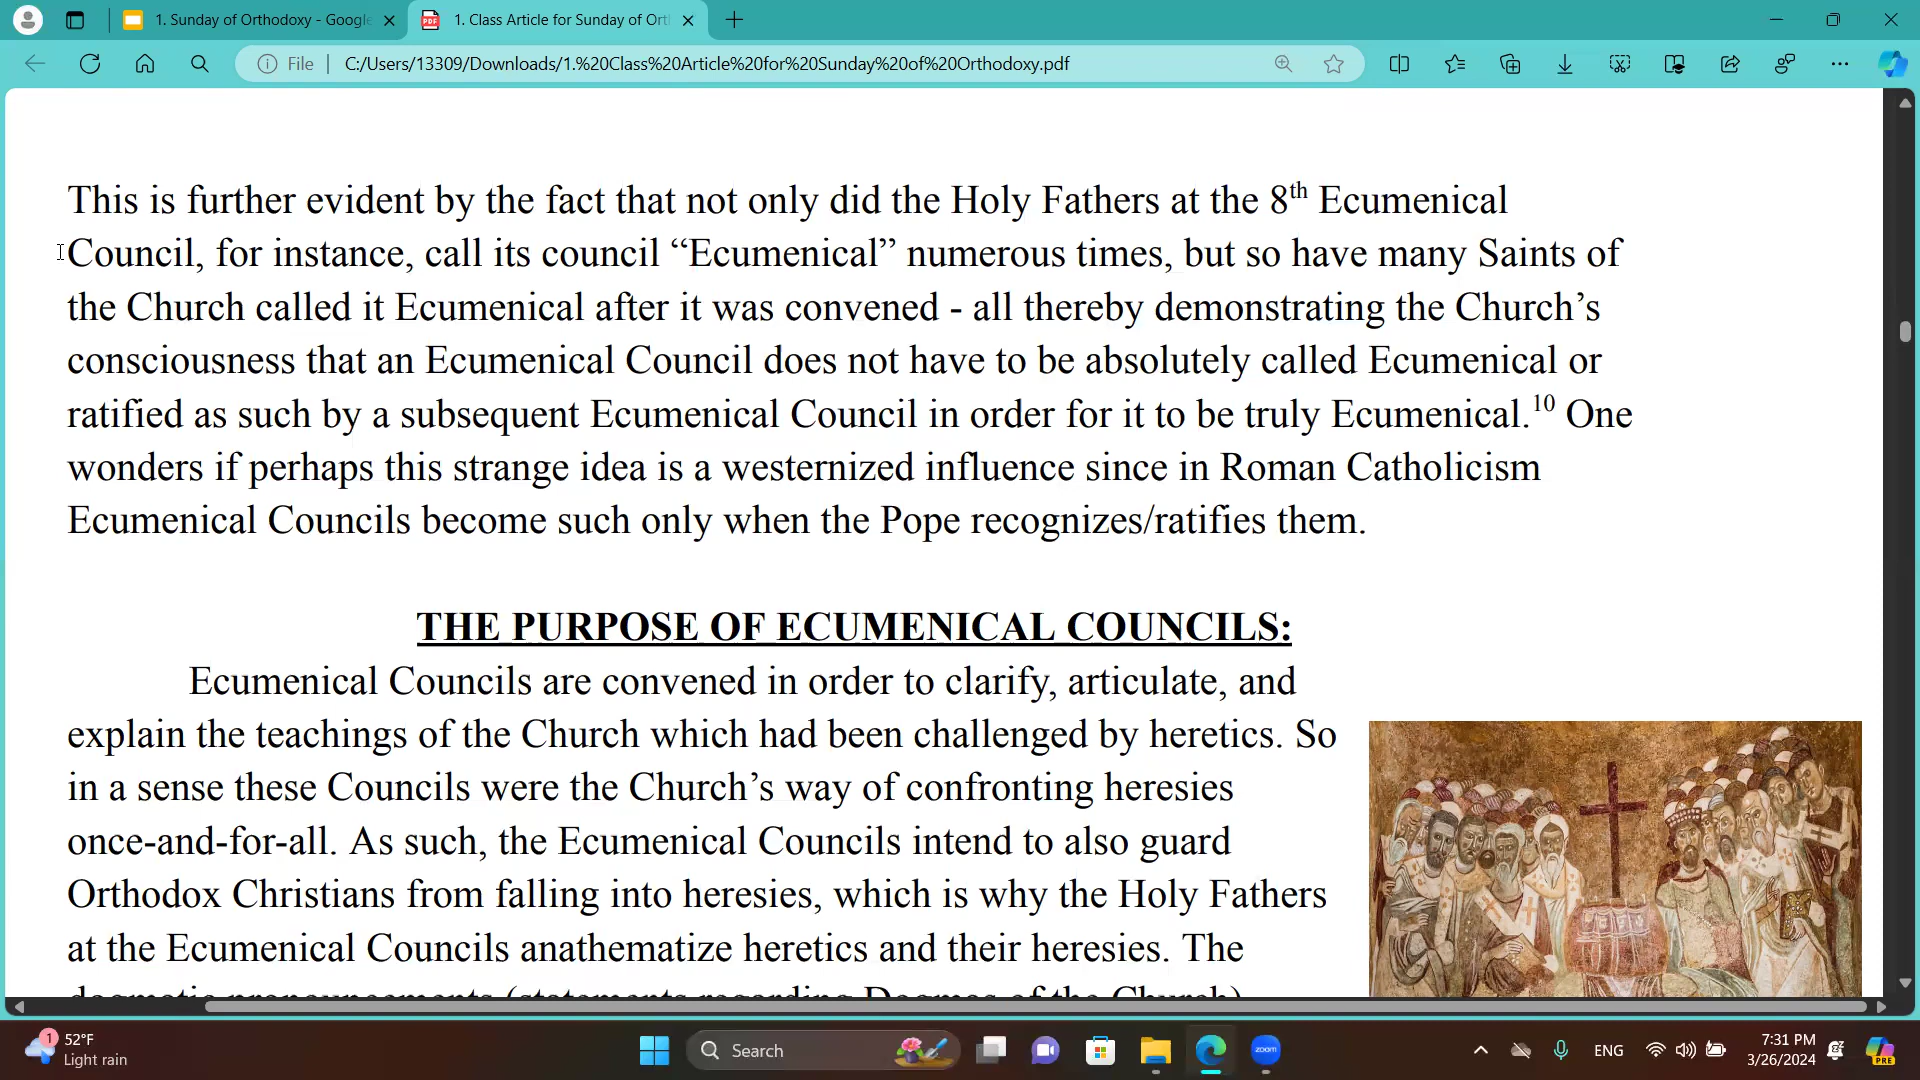 1. Sunday of Orthodoxy - Google
1. Class Article for Sunday of Ort
File
C:/Users/13309/Downloads/1.%20Class%20Article%20for%20Sunday%20of%20Orthodoxy.pdf
This is further evident by the fact that not only did the Holy Fathers at the 8th Ecumenical
Council, for instance, call its council “Ecumenical” numerous times, but so have many Saints of
the Church called it Ecumenical after it was convened - all thereby demonstrating the Church’s
consciousness that an Ecumenical Council does not have to be absolutely called Ecumenical or
ratified as such by a subsequent Ecumenical Council in order for it to be truly Ecumenical.10 One
wonders if perhaps this strange idea is a westernized influence since in Roman Catholicism
Ecumenical Councils become such only when the Pope recognizes/ratifies them.
THE PURPOSE OF ECUMENICAL COUNCILS:
Ecumenical Councils are convened in order to clarify, articulate, and
explain the teachings of the Church which had been challenged by heretics. So
in a sense these Councils were the Church’s way of confronting heresies
once-and-for-all. As such, the Ecumenical Councils intend to also guard
Orthodox Christians from falling into heresies, which is why the Holy Fathers
at the Ecumenical Councils anathematize heretics and their heresies. The
dogmatic pronouncements (statements regarding Dogmas of the Church)
1
52°F
Light rain
Search
zoom
ENG
7:31 PM
3/26/2024
PRE